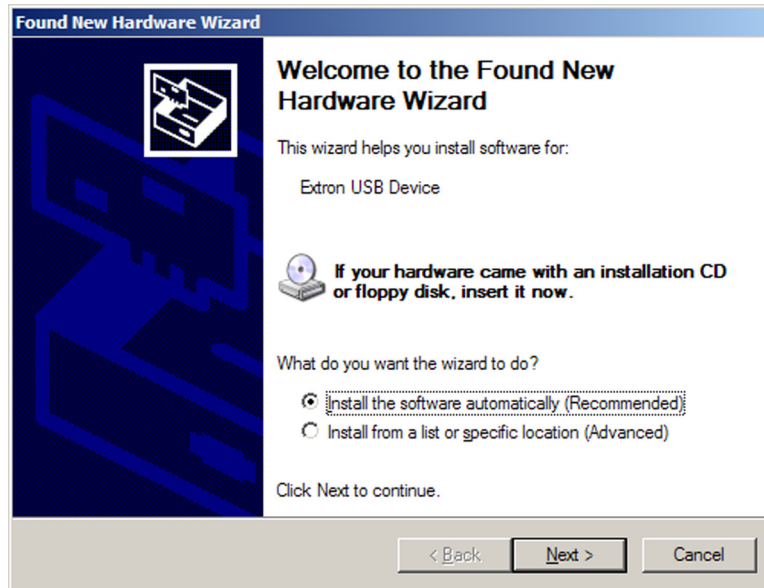 Found New Hardware Wizard
Welcome to the Found New
Hardware Wizard
This wizard helps you install software for:
Extron USB Device
If your hardware came with an installation CD
or floppy disk, insert it now.
What do you want the wizard to do?
Install the software automatically (Recommended)
Install from a list or specific location (Advanced)
Click Next to continue.
< Back
Next >
Cancel